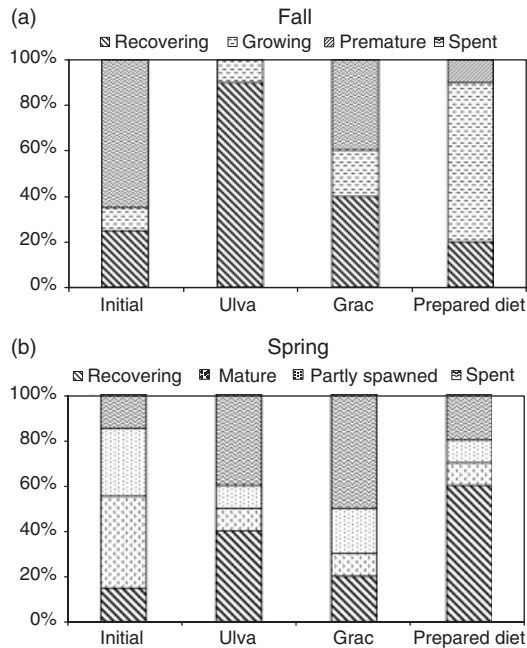 (a)
Fall
Recovering Growing Premature Spent
100%
80%
60%
40%
20%
0%
Initial Ulva Grac Prepared diet
(b)
Spring
Recovering Mature Partly spawned Spent
100%
80%
60%
40%
20%
0%
Initial Ulva Grac Prepared diet